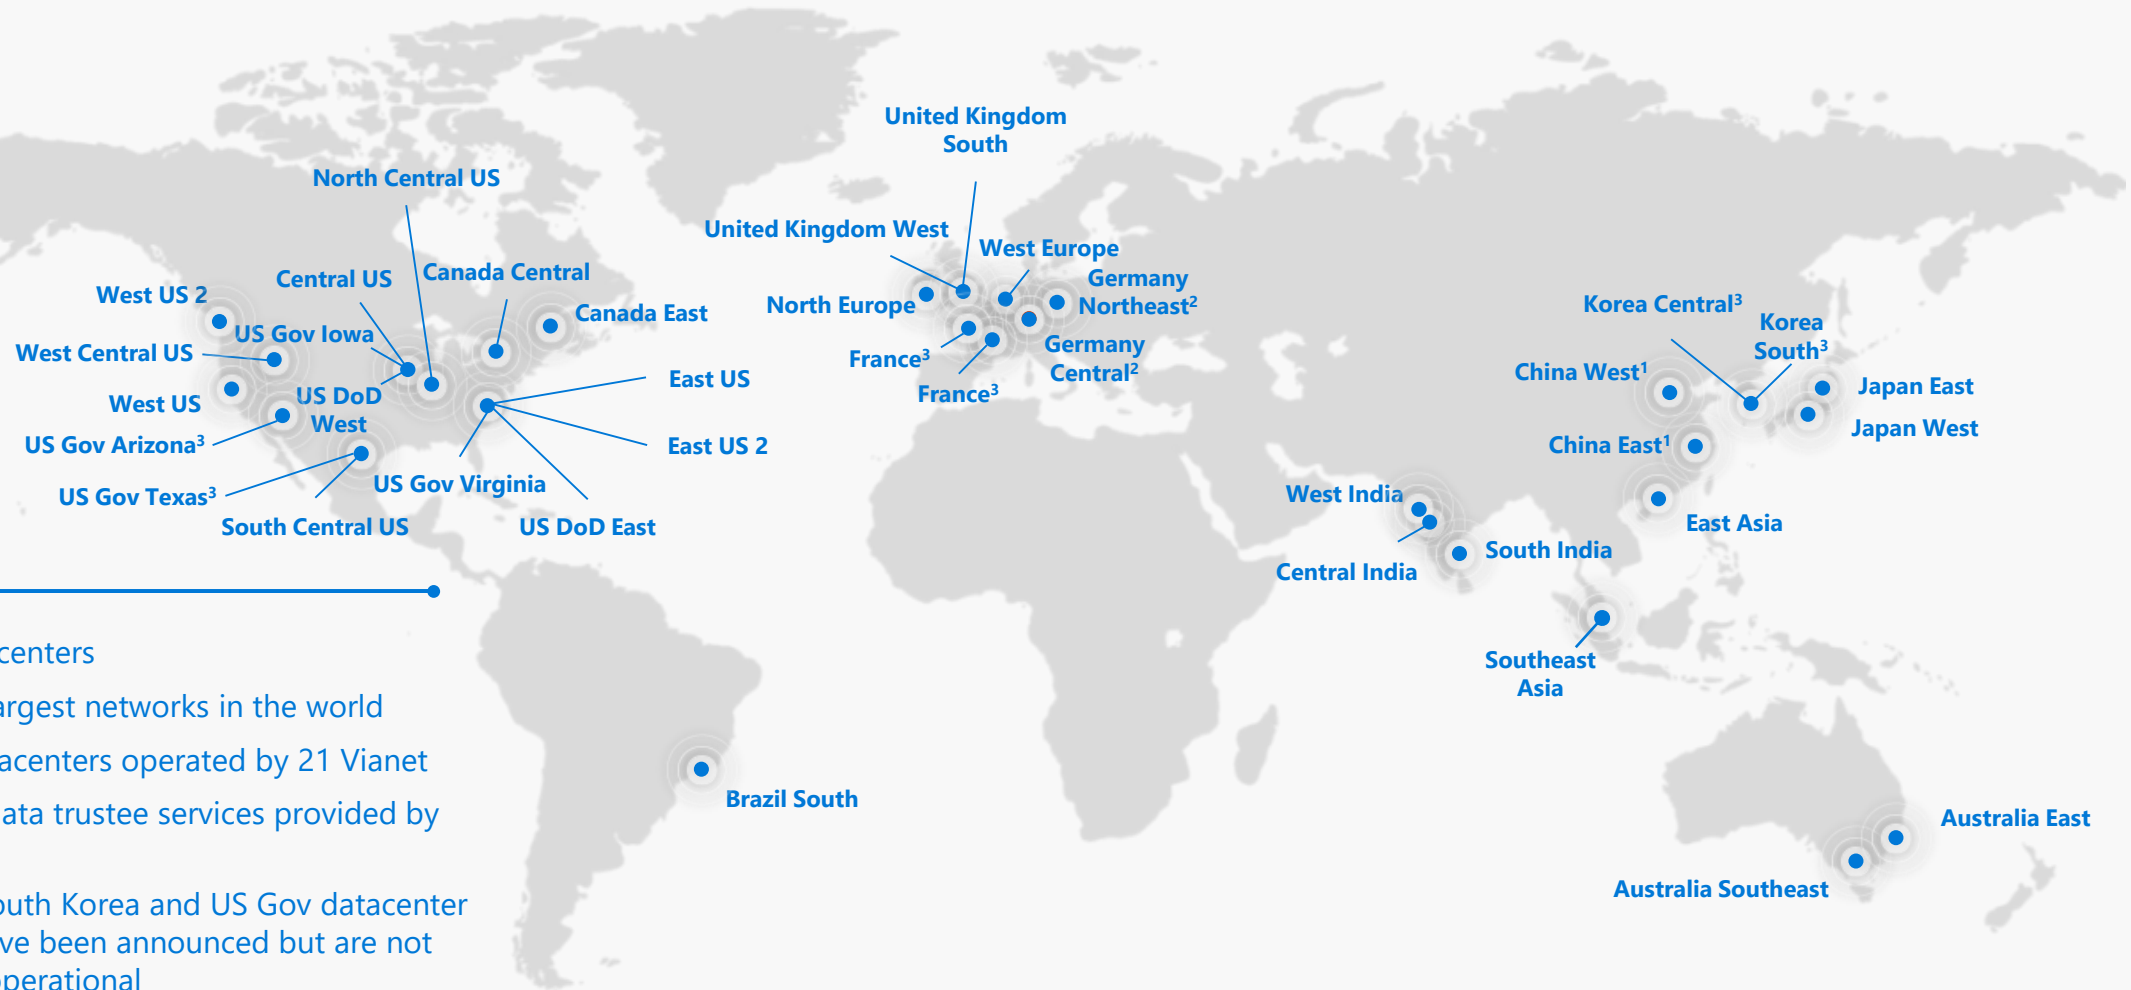 United Kingdom
South
North Central US
United Kingdom West
West Europe
Central US
Canada Central
Germany
Northeast²
West US 2
North Europe
Canada East
Korea Central³
Korea
South³
US Gov Iowa
West Central US
France³
Germany
Central²
China West¹
East US
Japan East
West US
US DoD
West
France³
Japan West
US Gov Arizona³
East US 2
China East¹
US Gov Texas³
US Gov Virginia
West India
East Asia
South Central US
US DoD East
South India
Central India
centers
argest networks in the world
Southeast
Asia
acenters operated by 21 Vianet
Brazil South
ata trustee services provided by
Australia East
Australia Southeast
outh Korea and US Gov datacenter
ve been announced but are not
operational